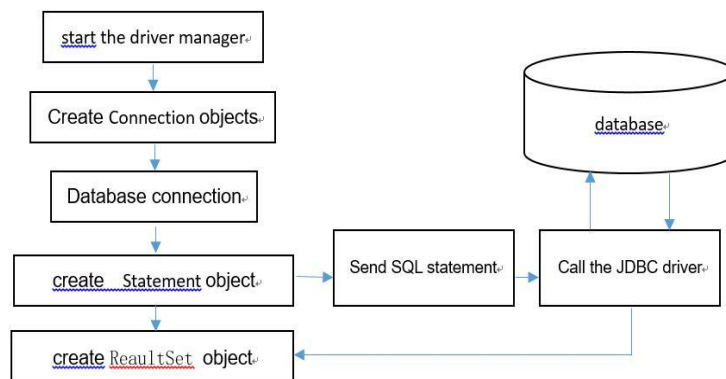 start the driver manager
Create Connection objects
database
Database connection
create Statement object
Send SQL statement
Call the JDBC driver
create ReaultSet object